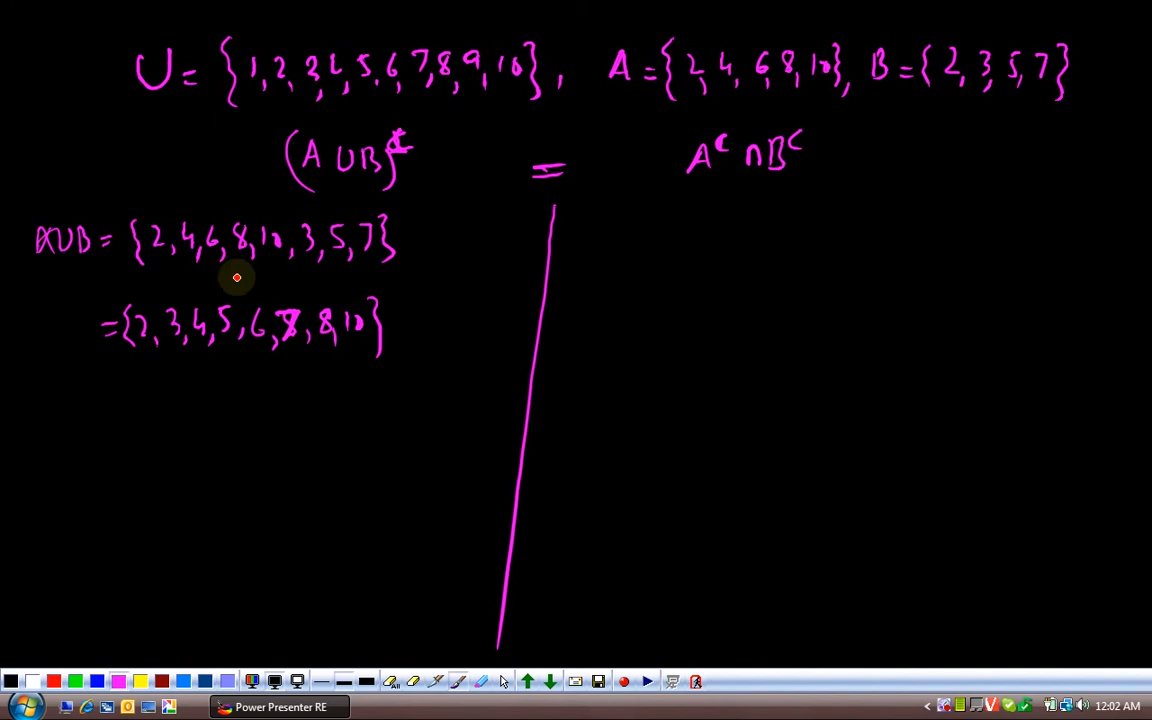 U = {1,2,3,4,5,6,7,8,9,10}, A = {2,4,6,8,10}, B = {2,3,5,7}
(A∪B)ᶜ = Aᶜ∩Bᶜ
A∪B = {2,4,6,8,10,3,5,7}
= {2,3,4,5,6,7,8,10}
Power Presenter RE
12:02 AM